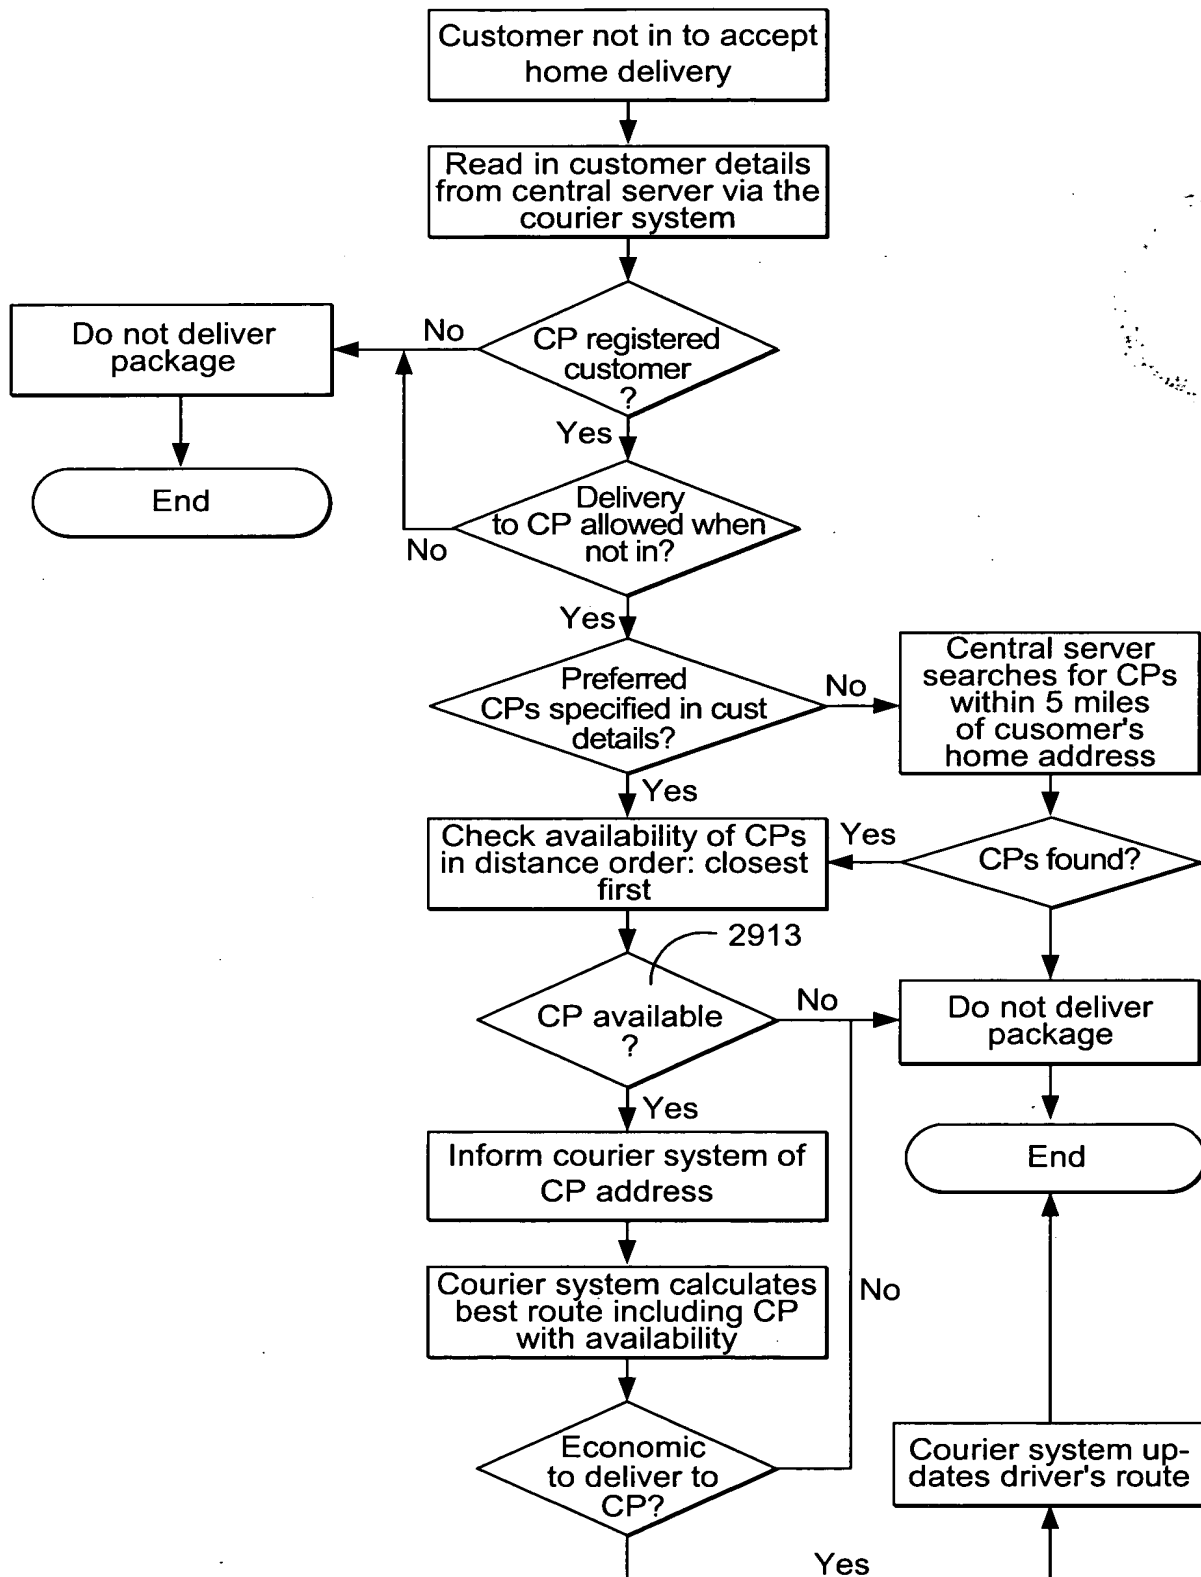 Customer not in to accept
home delivery
Read in customer details
from central server via the
courier system
CP registered
customer
?
No
Do not deliver
package
End
Yes
Delivery
to CP allowed when
not in?
No
Yes
Preferred
CPs specified in cust
details?
No
Central server
searches for CPs
within 5 miles
of cusomer's
home address
Yes
Check availability of CPs
in distance order: closest
first
Yes
CPs found?
2913
CP available
?
No
Do not deliver
package
End
Yes
Inform courier system of
CP address
Courier system calculates
best route including CP
with availability
No
Economic
to deliver to
CP?
Courier system up-
dates driver's route
Yes